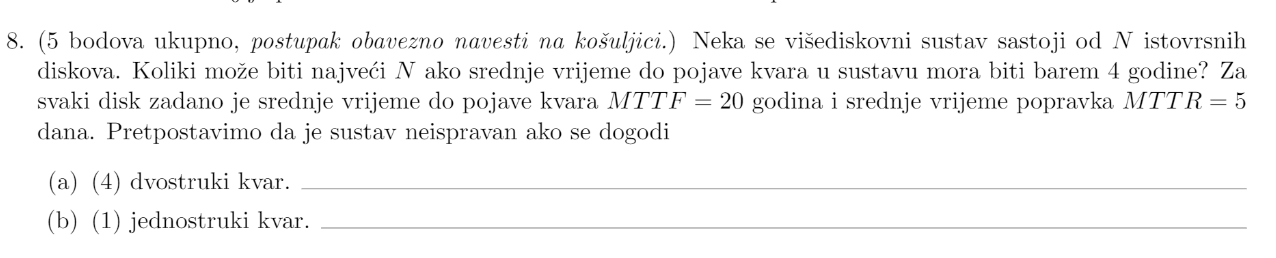 8. (5 bodova ukupno, postupak obavezno navesti na košuljici.) Neka se višediskovni sustav sastoji od N istovrsnih
diskova. Koliki može biti najveći N ako srednje vrijeme do pojave kvara u sustavu mora biti barem 4 godine? Za
svaki disk zadano je srednje vrijeme do pojave kvara MTTF = 20 godina i srednje vrijeme popravka MTTR = 5
dana. Pretpostavimo da je sustav neispravan ako se dogodi
(a) (4) dvostruki kvar.
(b) (1) jednostruki kvar.